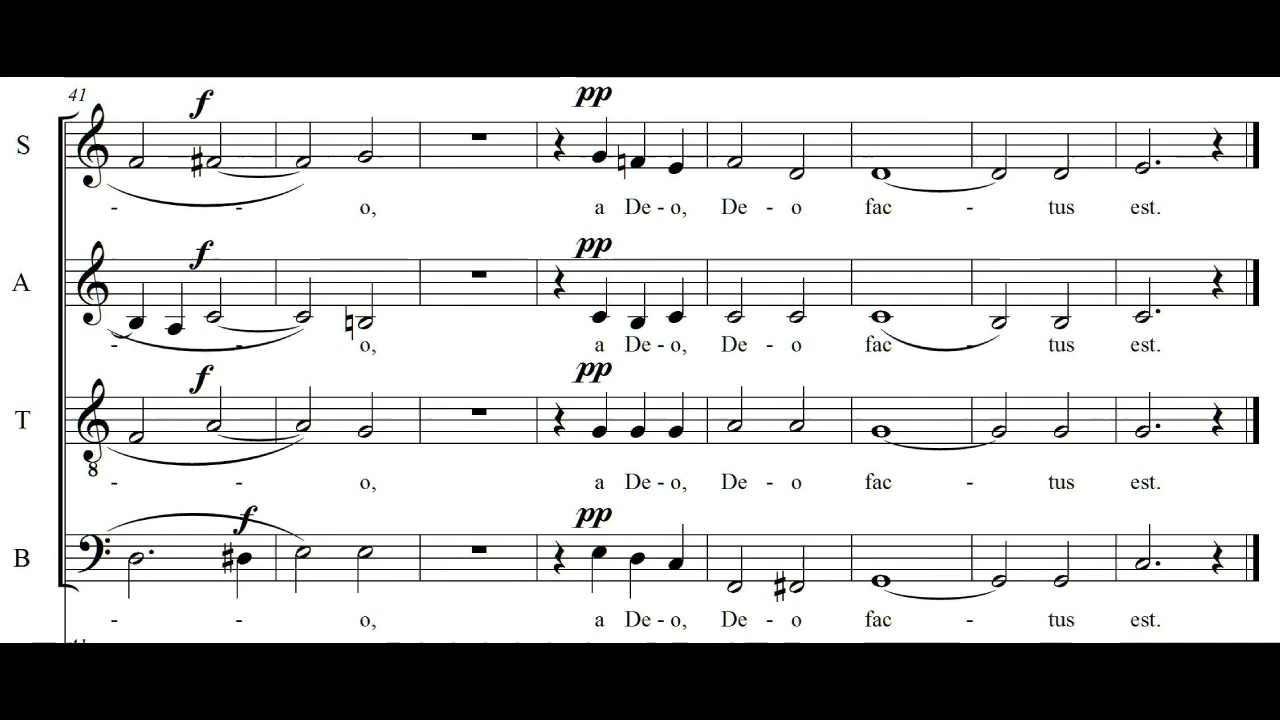 41
f
pp
S
- - o, a De - o, De - o fac - tus est.
f
pp
A
- - o, a De - o, De - o fac - tus est.
f
pp
T
8
- - o, a De - o, De - o fac - tus est.
f
pp
B
- - o, a De - o, De - o fac - tus est.